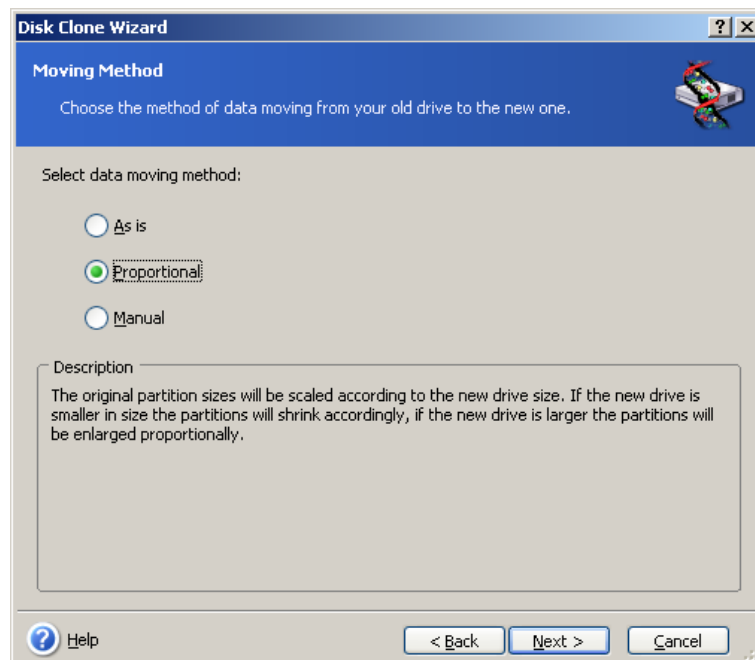 Disk Clone Wizard
Moving Method
Choose the method of data moving from your old drive to the new one.
Select data moving method:
As is
Proportional
Manual
Description
The original partition sizes will be scaled according to the new drive size. If the new drive is
smaller in size the partitions will shrink accordingly, if the new drive is larger the partitions will
be enlarged proportionally.
Help
< Back
Next >
Cancel